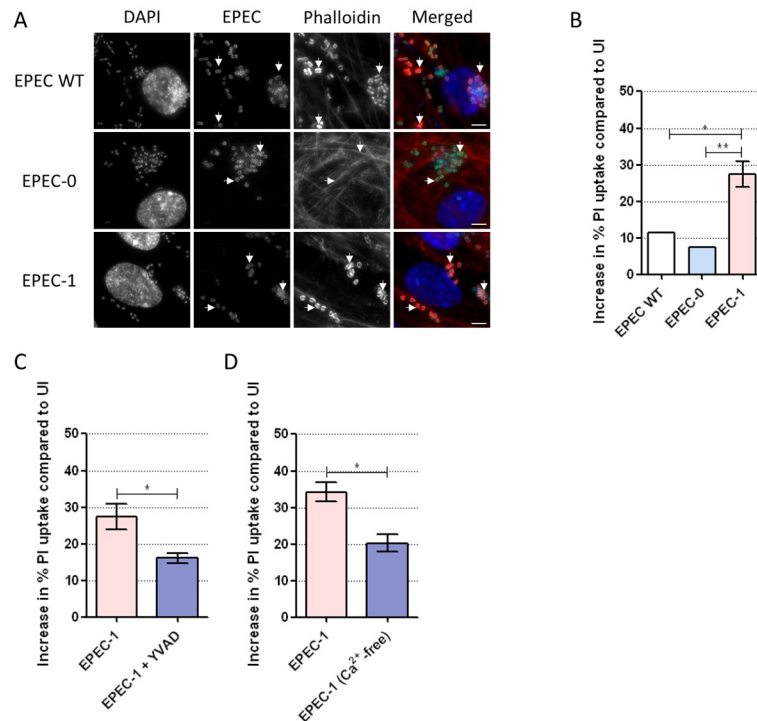 A
DAPI
EPEC
Phalloidin
Merged
EPEC WT
EPEC-0
EPEC-1
B
Increase in % PI uptake compared to UI
50
40
30
20
10
0
*
**
EPEC WT
EPEC-0
EPEC-1
C
Increase in % PI uptake compared to UI
50
40
30
20
10
0
*
EPEC-1
EPEC-1 + YVAD
D
Increase in % PI uptake compared to UI
50
40
30
20
10
0
*
EPEC-1
EPEC-1 (Ca²⁺-free)